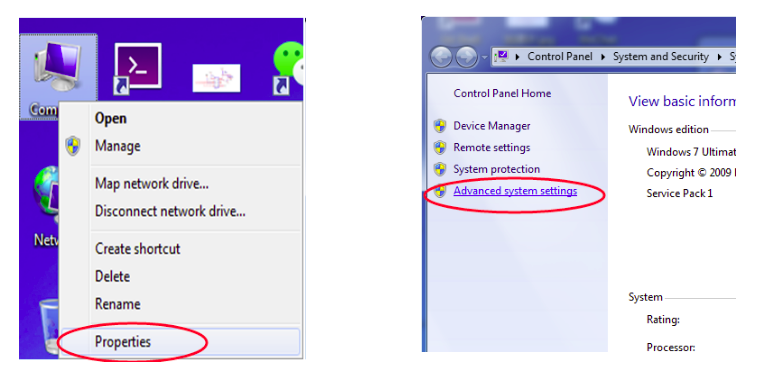 Com
Open
Manage
Map network drive...
Disconnect network drive...
Netw
Create shortcut
Delete
Rename
Properties
Control Panel
System and Security
Sy
Control Panel Home
Device Manager
Remote settings
System protection
Advanced system settings
View basic inform
Windows edition
Windows 7 Ultimat
Copyright © 2009
Service Pack 1
System
Rating:
Processor: